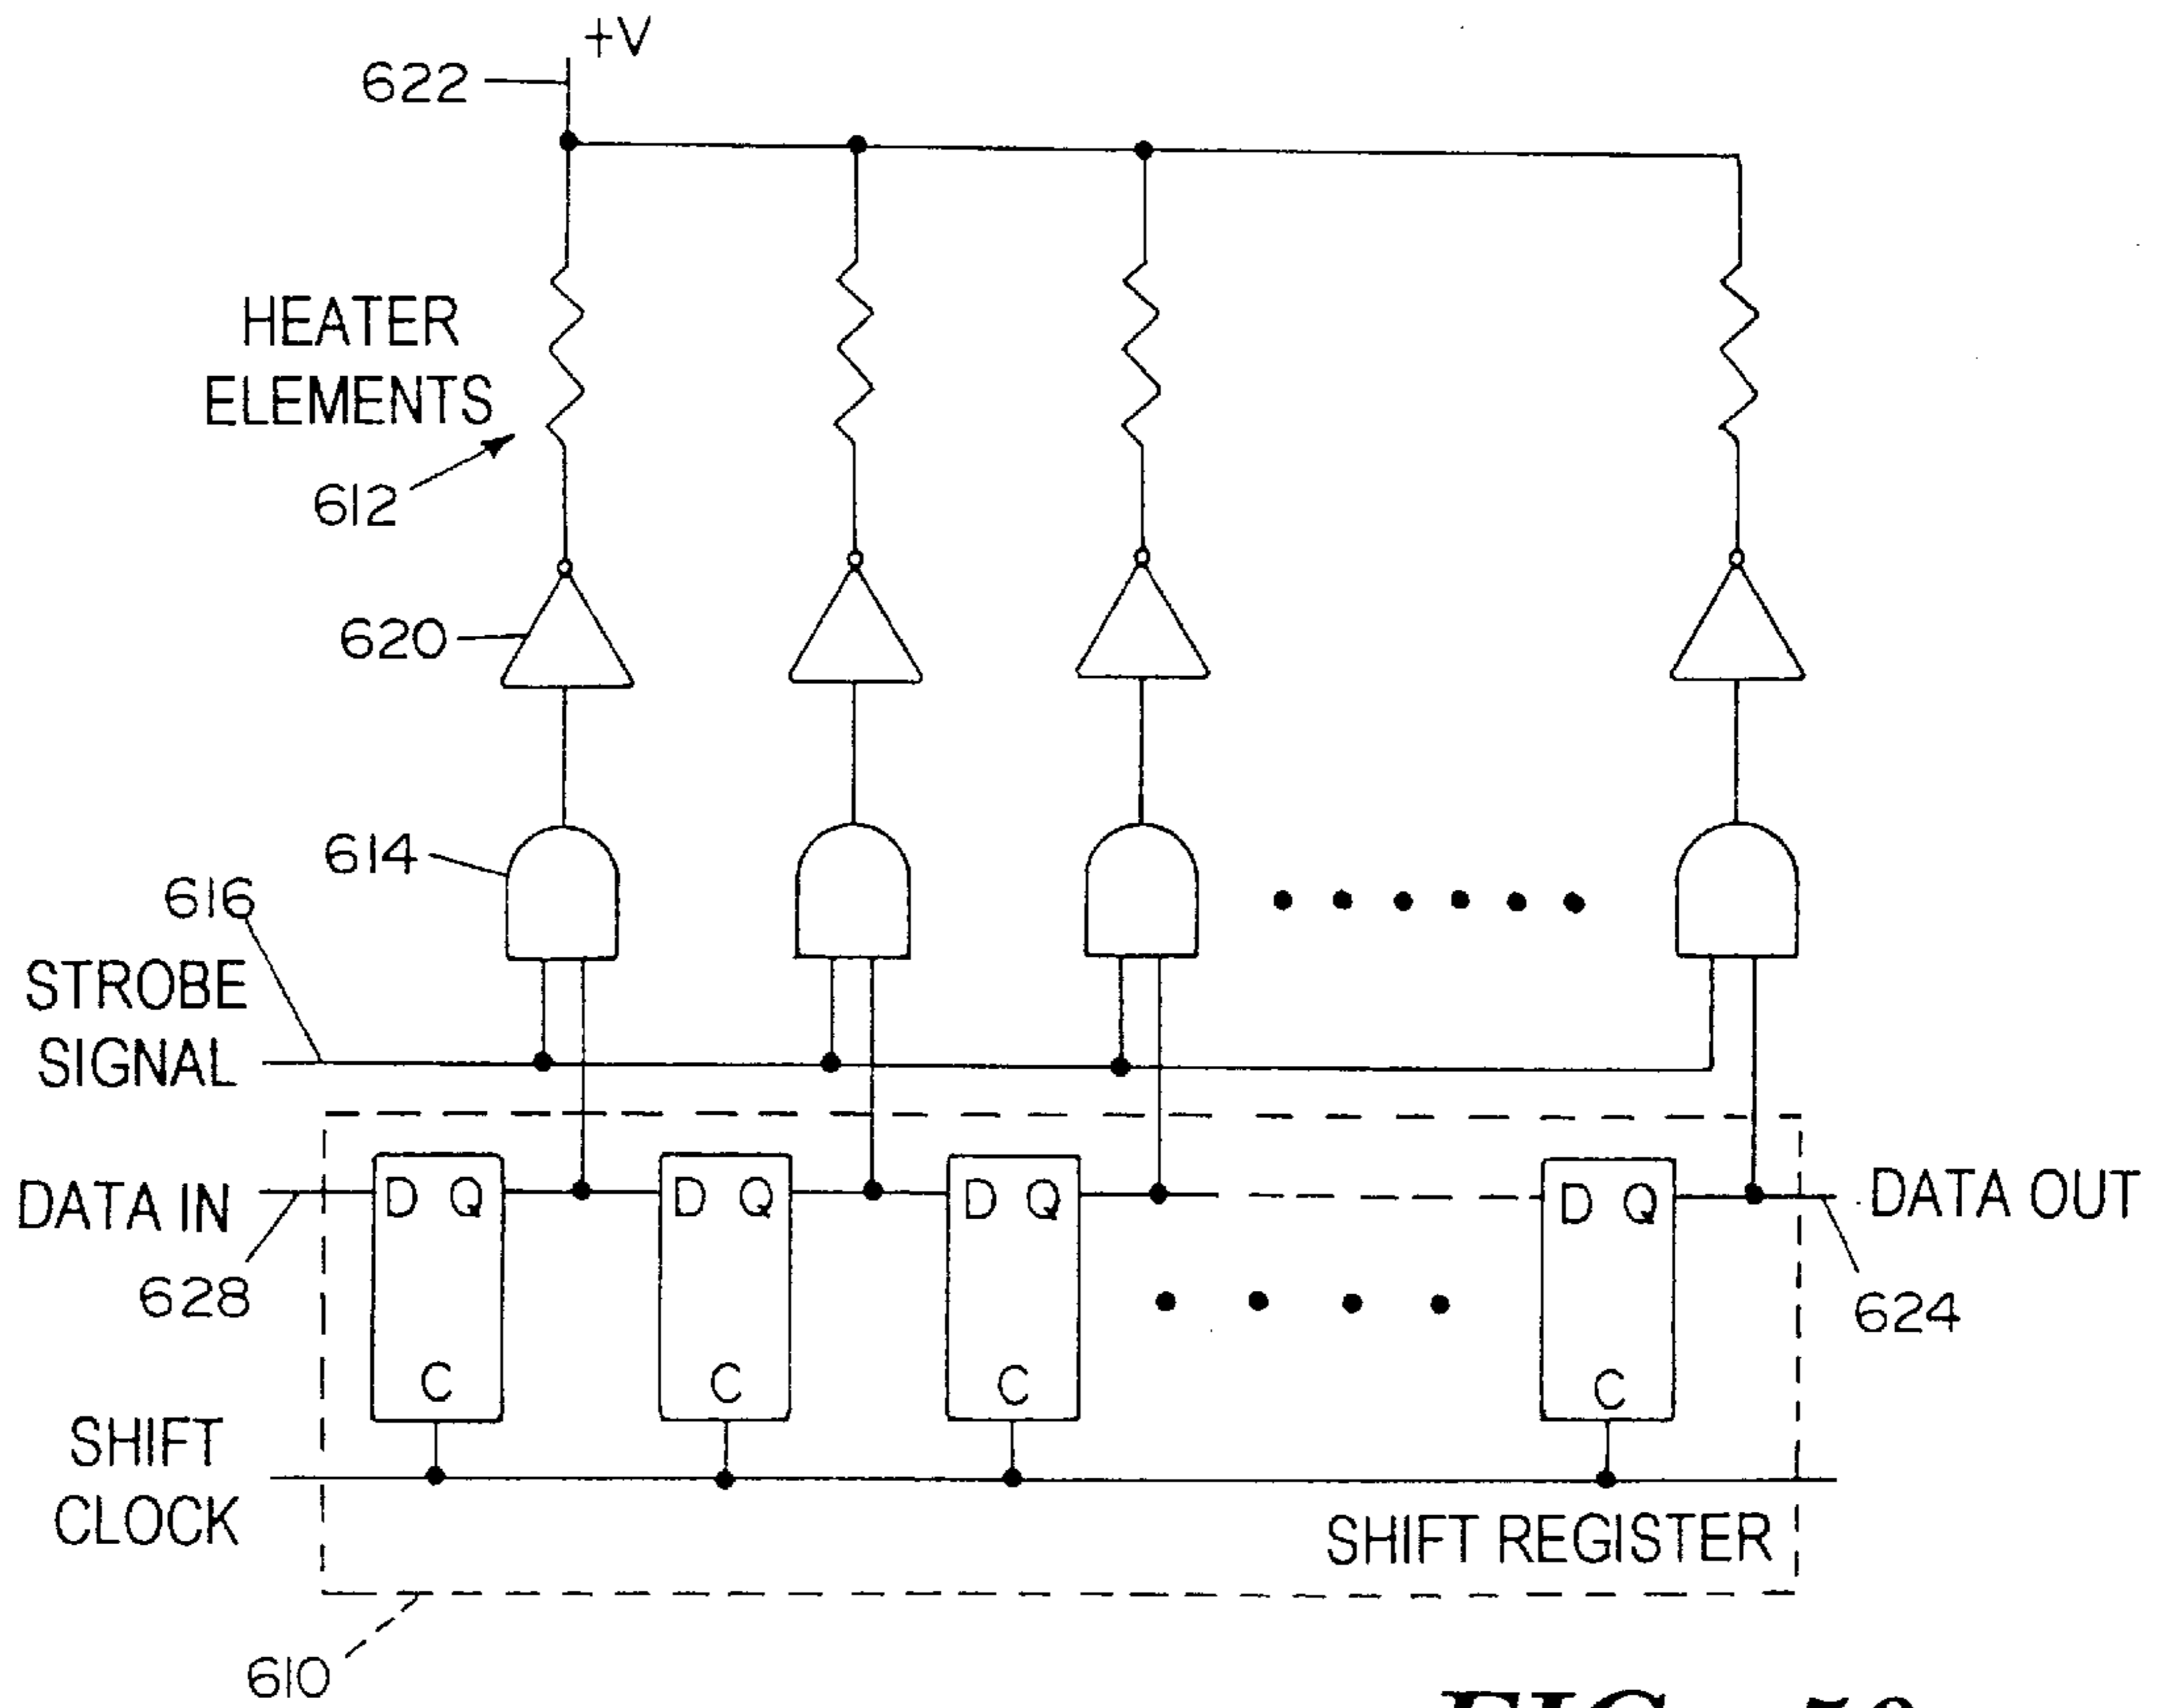 +V
622
HEATER
ELEMENTS
612
620
614
616
STROBE
SIGNAL
DATA IN
D Q
D Q
D Q
D Q
DATA OUT
628
624
C
C
C
C
SHIFT
CLOCK
SHIFT REGISTER
610